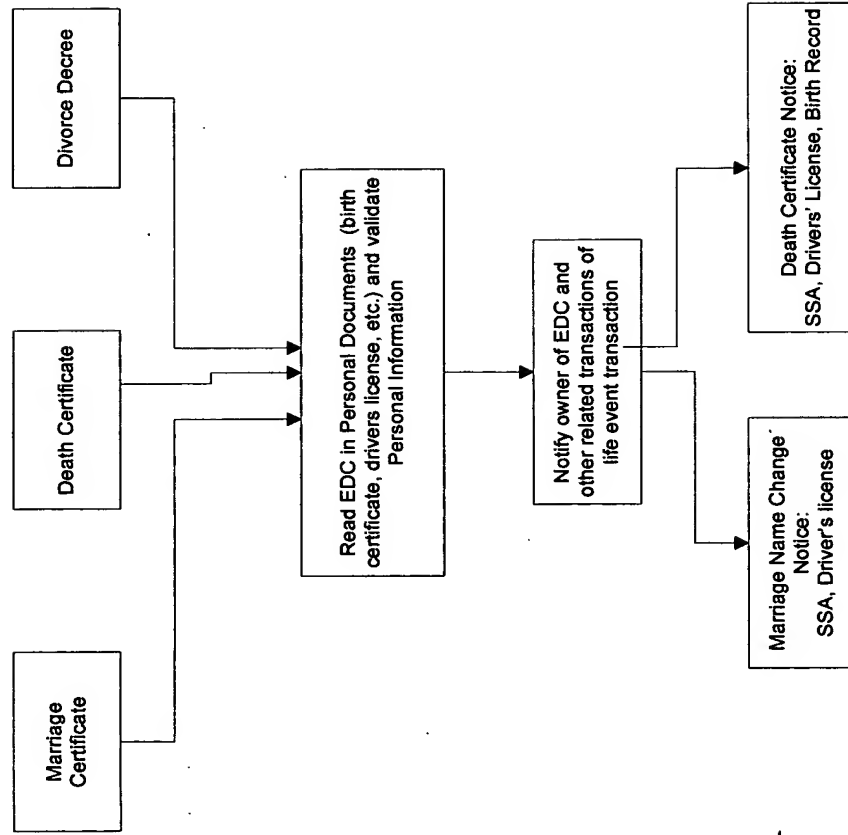 Marriage
Certificate
Death Certificate
Divorce Decree
Read EDC in Personal Documents (birth
certificate, drivers license, etc.) and validate
Personal Information
Notify owner of EDC and
other related transactions of
life event transaction
Marriage Name Change
Notice:
SSA, Driver's license
Death Certificate Notice:
SSA, Drivers' License, Birth Record